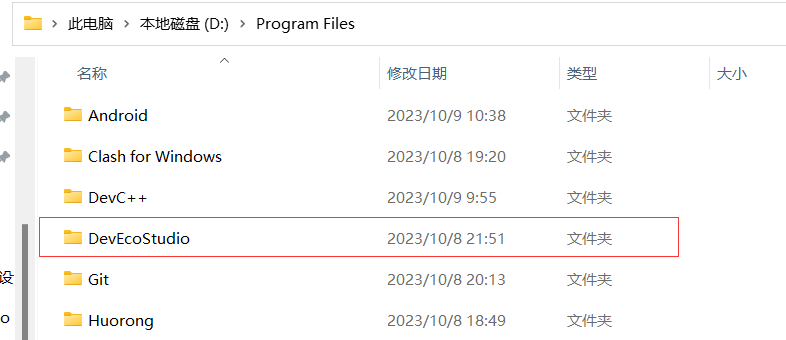 此电脑 > 本地磁盘 (D:) > Program Files
名称 修改日期 类型 大小
Android 2023/10/9 10:38 文件夹
Clash for Windows 2023/10/8 19:20 文件夹
DevC++ 2023/10/9 9:55 文件夹
DevEcoStudio 2023/10/8 21:51 文件夹
设 Git 2023/10/8 20:13 文件夹
o Huorong 2023/10/8 18:49 文件夹